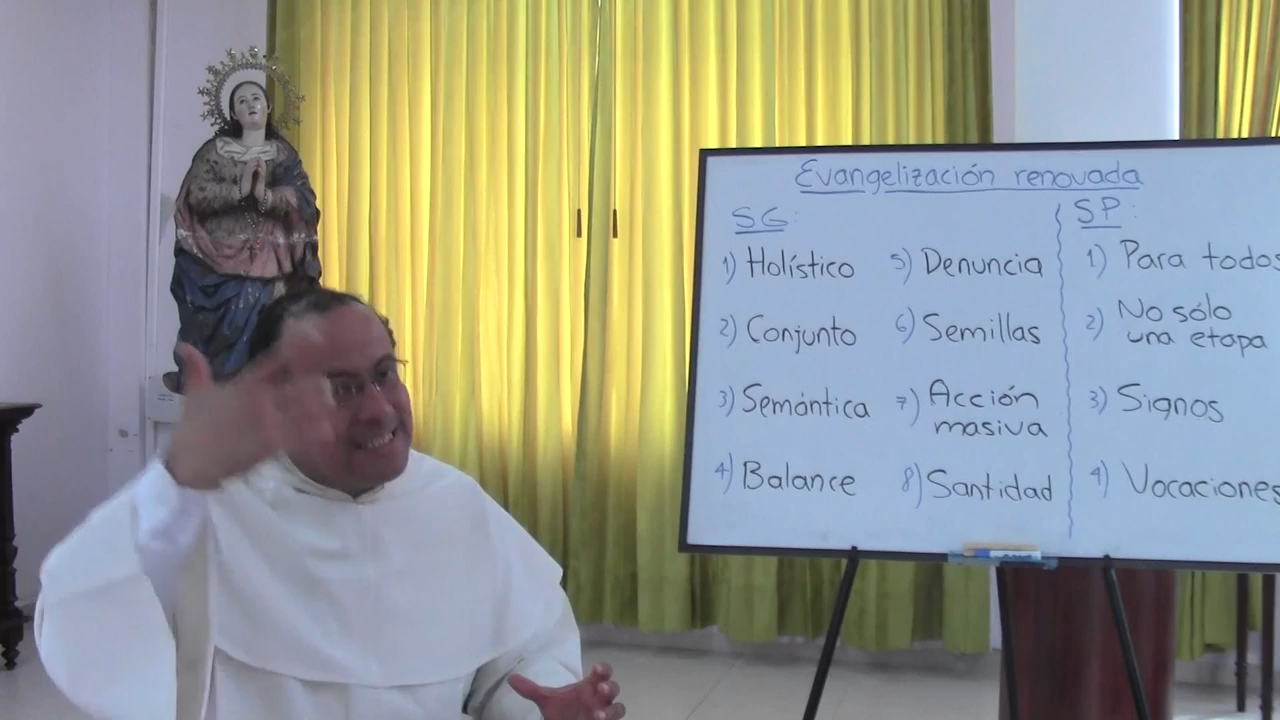 Evangelización renovada
SG:
1) Holístico
2) Conjunto
3) Semántica
4) Balance
5) Denuncia
6) Semillas
7) Acción
masiva
8) Santidad
SP:
1) Para todos
2) No sólo
una etapa
3) Signos
4) Vocaciones